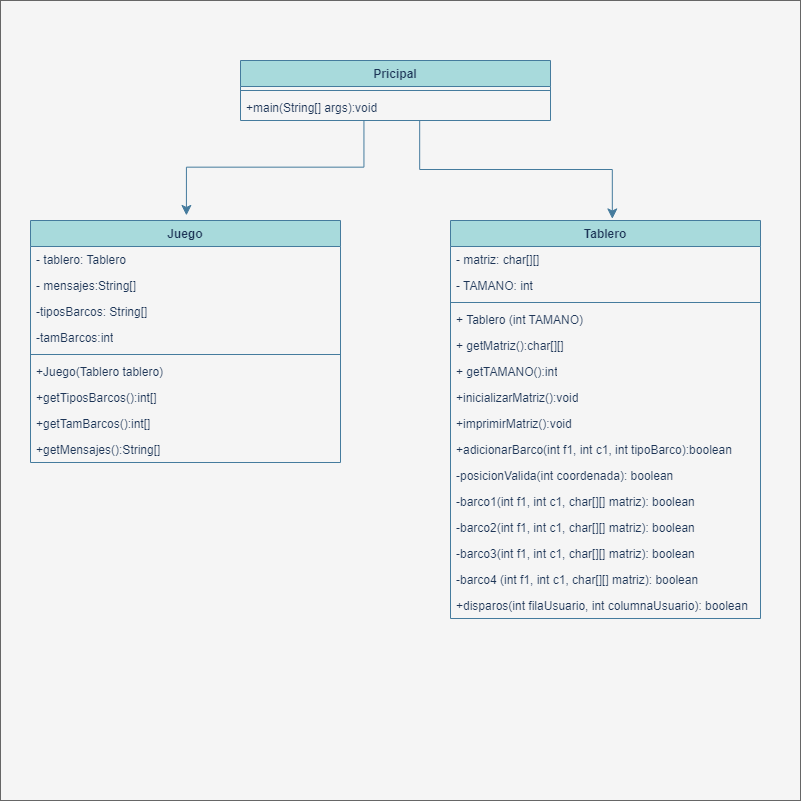 Pricipal
+main(String[] args):void
Juego
- tablero: Tablero
- mensajes:String[]
-tiposBarcos: String[]
-tamBarcos:int
+Juego(Tablero tablero)
+getTiposBarcos():int[]
+getTamBarcos():int[]
+getMensajes():String[]
Tablero
- matriz: char[][]
- TAMANO: int
+ Tablero (int TAMANO)
+ getMatriz():char[][]
+ getTAMANO():int
+inicializarMatriz():void
+imprimirMatriz():void
+adicionarBarco(int f1, int c1, int tipoBarco):boolean
-posicionValida(int coordenada): boolean
-barco1(int f1, int c1, char[][] matriz): boolean
-barco2(int f1, int c1, char[][] matriz): boolean
-barco3(int f1, int c1, char[][] matriz): boolean
-barco4 (int f1, int c1, char[][] matriz): boolean
+disparos(int filaUsuario, int columnaUsuario): boolean